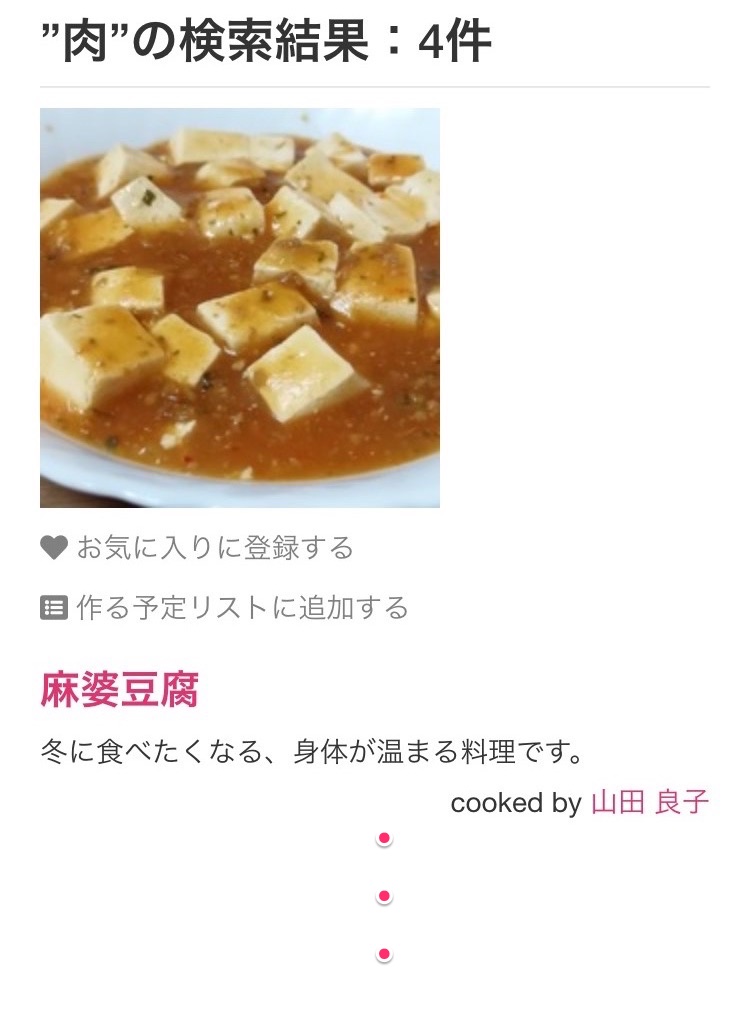 ”肉”の検索結果：4件
お気に入りに登録する
作る予定リストに追加する
麻婆豆腐
冬に食べたくなる、身体が温まる料理です。
cooked by 山田 良子